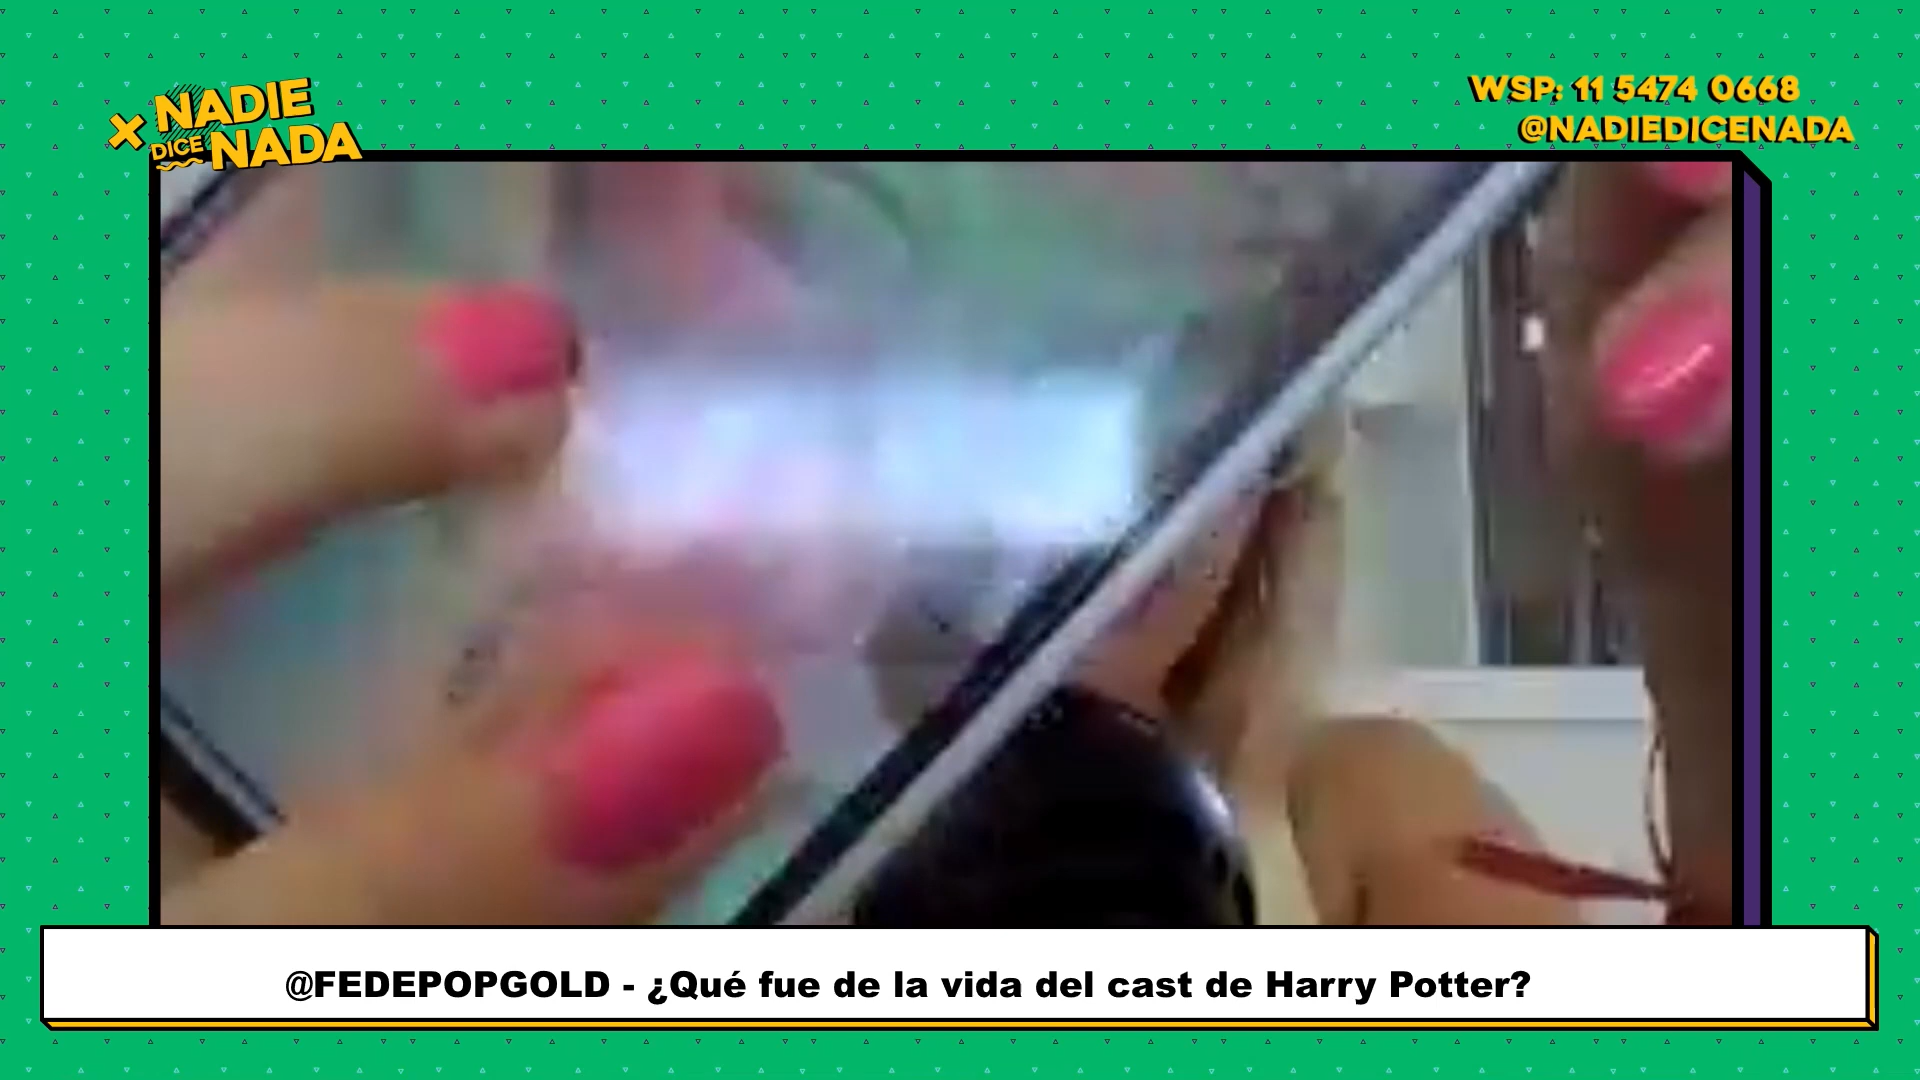 NADIE
DICE NADA
WSP: 11 5474 0668
@NADIEDICENADA
@FEDEPOPGOLD - ¿Qué fue de la vida del cast de Harry Potter?